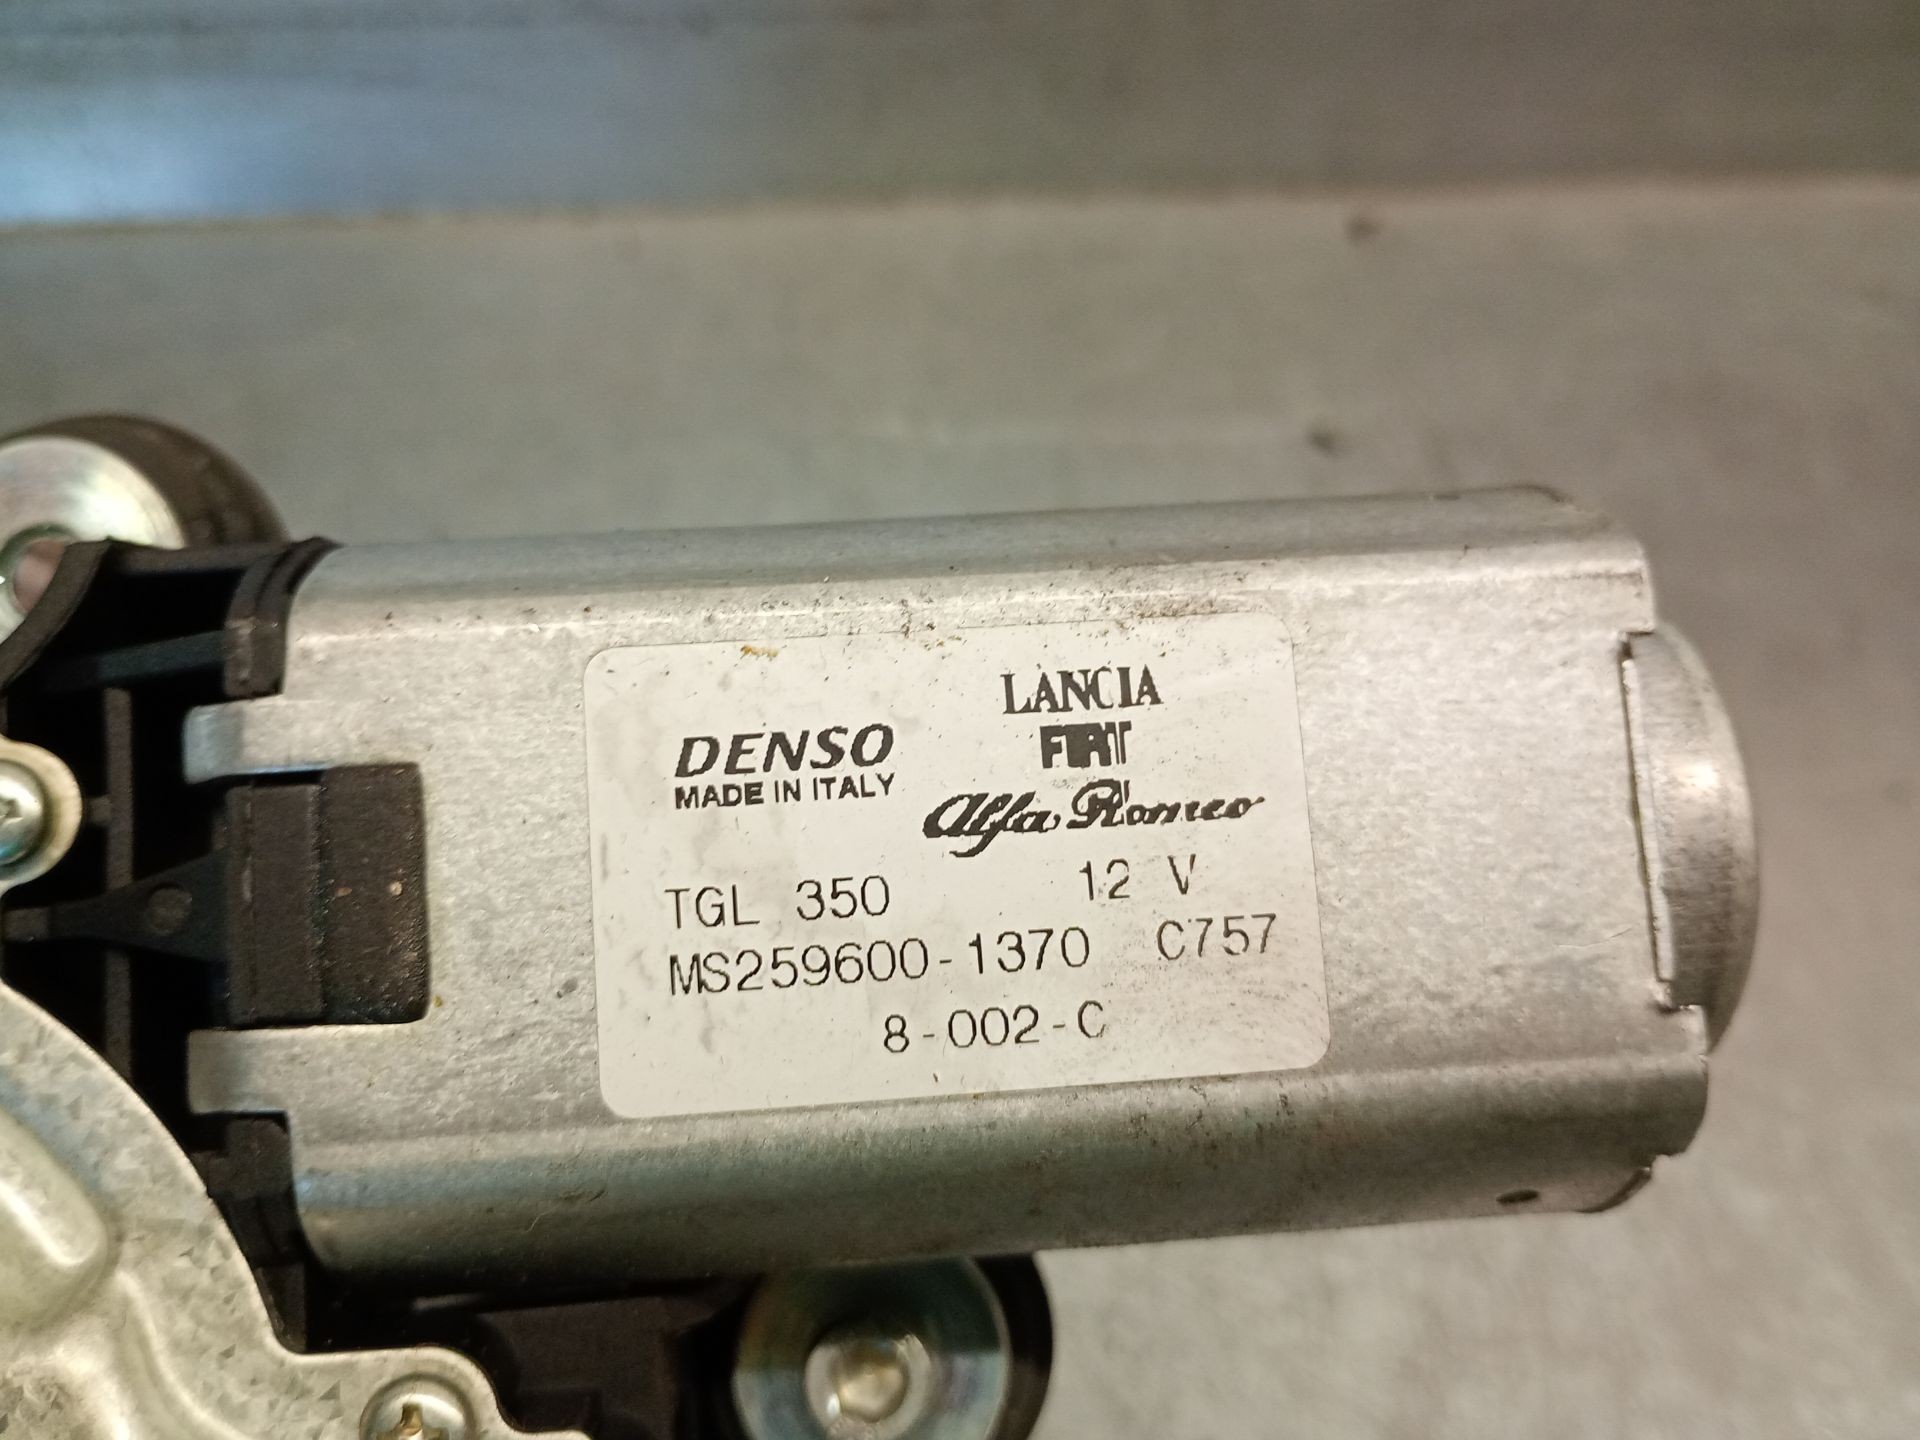 LANCIA
DENSO FIAT
MADE IN ITALY Alfa Romeo
TGL 350 12 V
MS259600-1370 C757
8-002-C